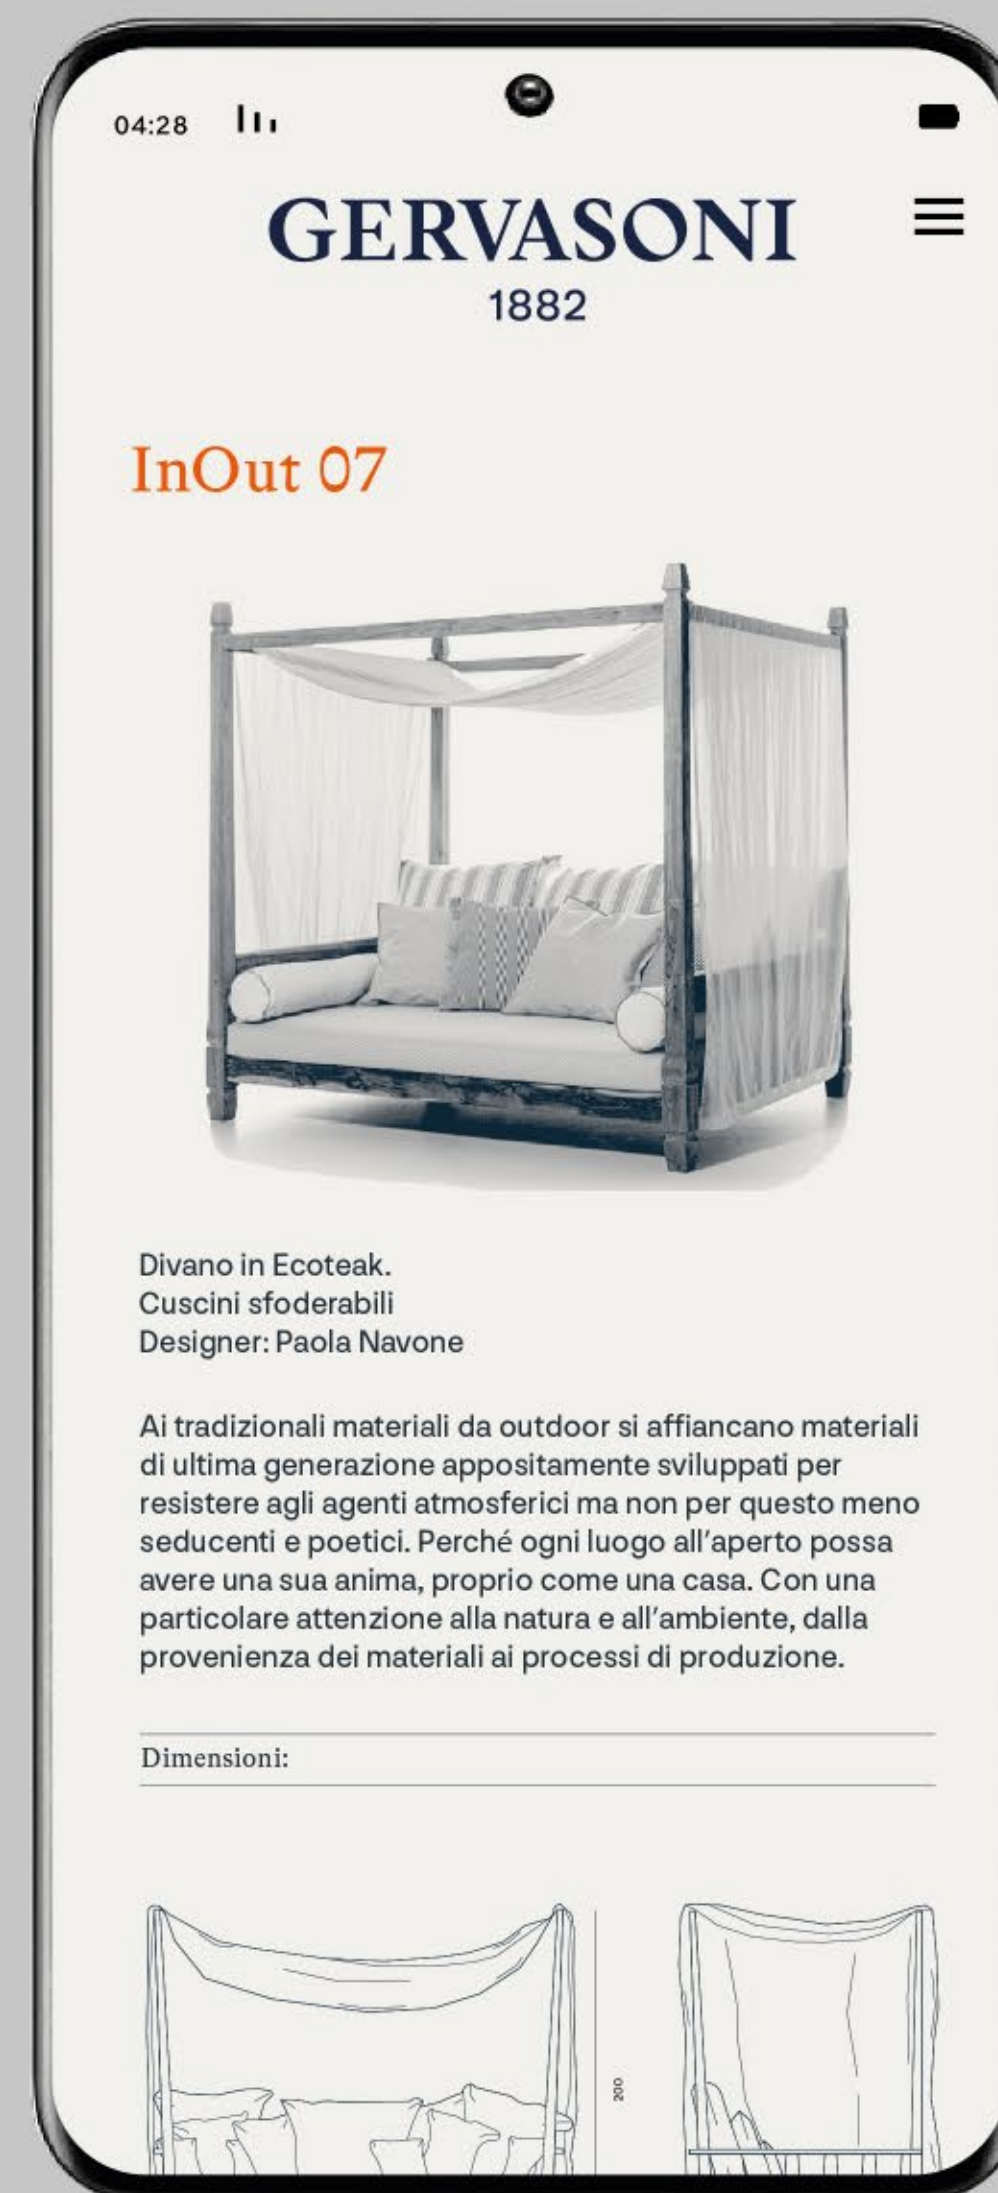 04:28
GERVASONI
1882
InOut 07
Divano in Ecoteak.
Cuscini sfoderabili
Designer: Paola Navone
Ai tradizionali materiali da outdoor si affiancano materiali
di ultima generazione appositamente sviluppati per
resistere agli agenti atmosferici ma non per questo meno
seducenti e poetici. Perché ogni luogo all'aperto possa
avere una sua anima, proprio come una casa. Con una
particolare attenzione alla natura e all'ambiente, dalla
provenienza dei materiali ai processi di produzione.
Dimensioni:
200